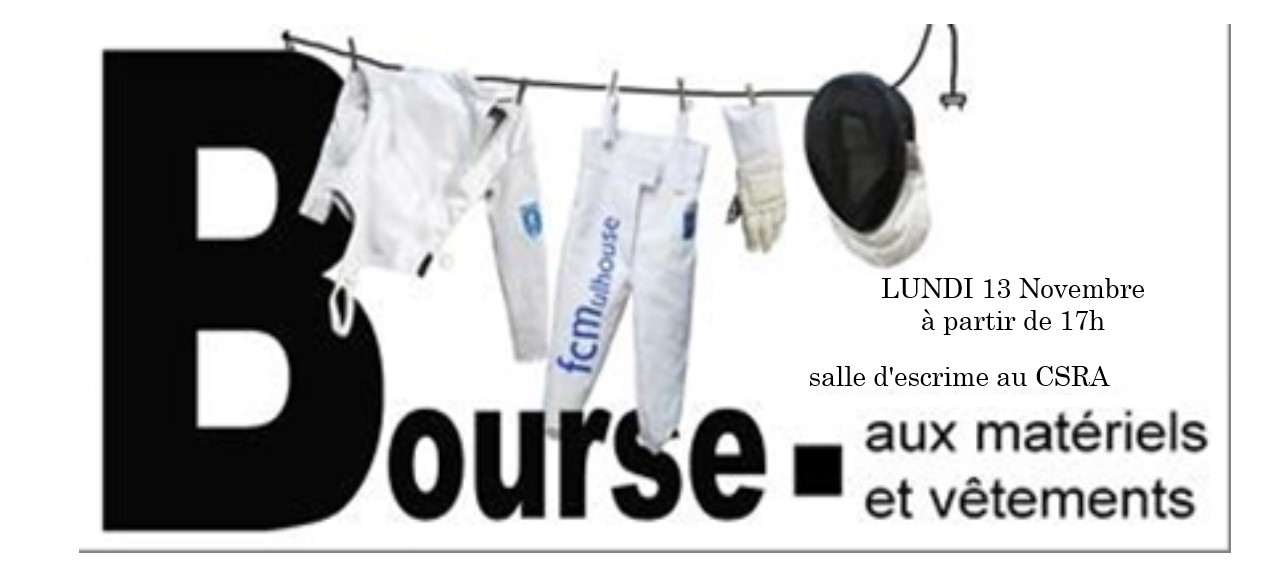 fcMulhouse
LUNDI 13 Novembre
à partir de 17h
salle d'escrime au CSRA
Bourse -
aux matériels
et vêtements